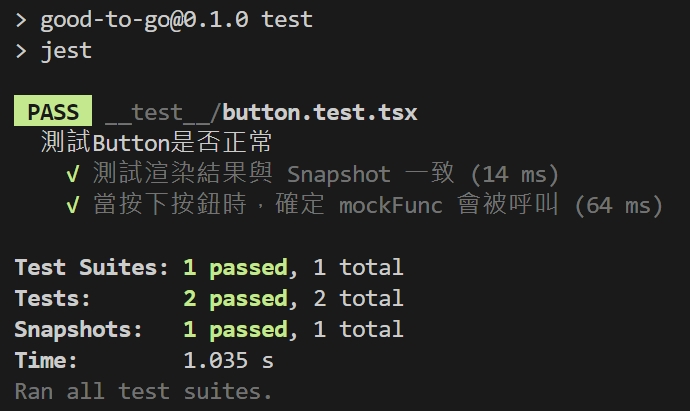 > good-to-go@0.1.0 test
> jest
PASS __test__/button.test.tsx
測試Button是否正常
√ 測試渲染結果與 Snapshot 一致 (14 ms)
√ 當按下按鈕時，確定 mockFunc 會被呼叫 (64 ms)
Test Suites: 1 passed, 1 total
Tests: 2 passed, 2 total
Snapshots: 1 passed, 1 total
Time: 1.035 s
Ran all test suites.